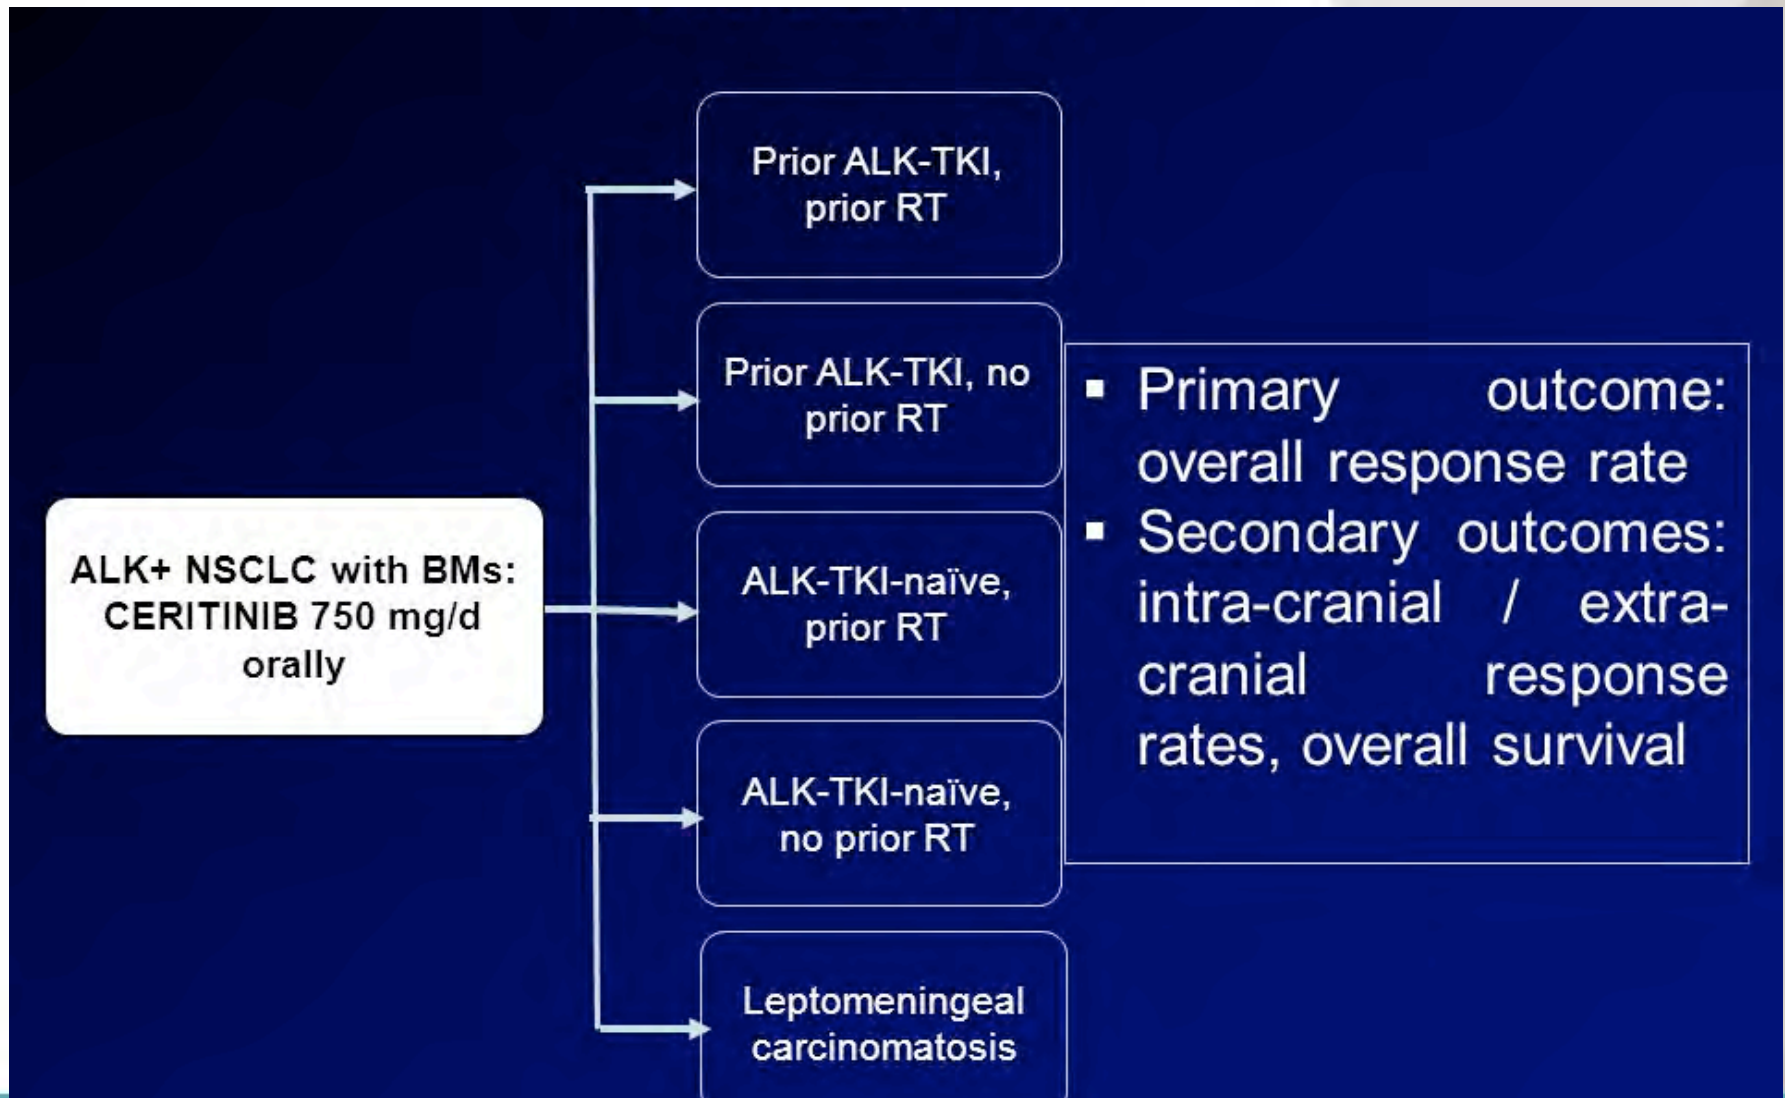 Prior ALK-TKI,
prior RT
Prior ALK-TKI, no
prior RT
ALK+ NSCLC with BMs:
CERITINIB 750 mg/d
orally
ALK-TKI-naïve,
prior RT
ALK-TKI-naïve,
no prior RT
Leptomeningeal
carcinomatosis
▪ Primary outcome:
overall response rate
▪ Secondary outcomes:
intra-cranial / extra-
cranial response
rates, overall survival